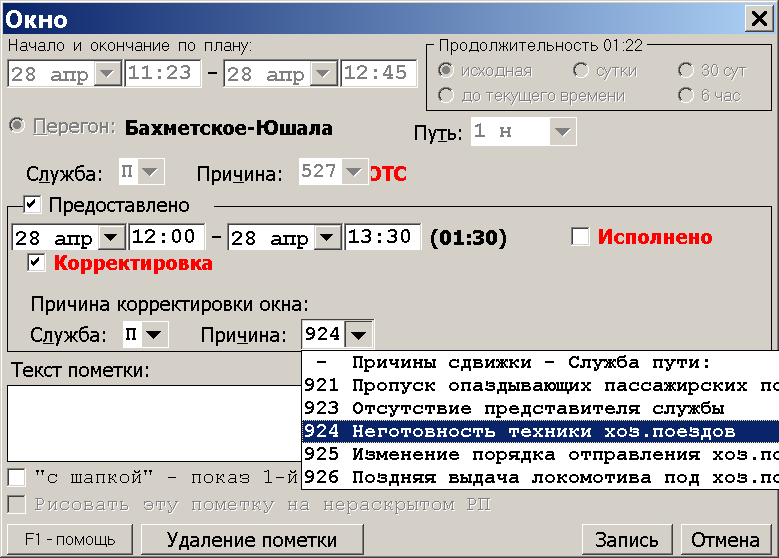 Окно
Начало и окончание по плану:
Продолжительность 01:22
28 апр 11:23 - 28 апр 12:45
исходная сутки 30 сут
до текущего времени 6 час
Перегон: Бахметское-Юшала Путь: 1 н
Служба: П Причина: 527 ОТС
Предоставлено
28 апр 12:00 - 28 апр 13:30 (01:30) Исполнено
Корректировка
Причина корректировки окна:
Служба: П Причина: 924
- Причины сдвижки - Служба пути:
921 Пропуск опаздывающих пассажирских по
923 Отсутствие представителя службы
924 Неготовность техники хоз.поездов
925 Изменение порядка отправления хоз.по
926 Поздняя выдача локомотива под хоз.по
Текст пометки:
"с шапкой" - показ 1-й
Рисовать эту пометку на нераскрытом РП
F1 - помощь Удаление пометки Запись Отмена